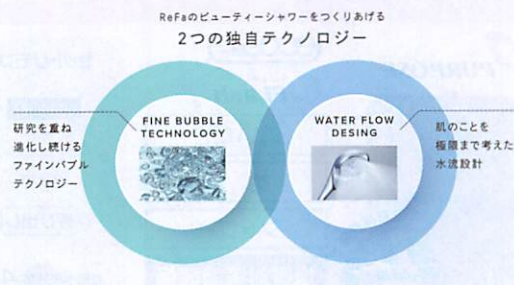 ReFaのビューティーシャワーをつくりあげる
2つの独自テクノロジー
研究を重ね
進化し続ける
ファインバブル
テクノロジー
FINE BUBBLE
TECHNOLOGY
WATER FLOW
DESING
肌のことを
極限まで考えた
水流設計
PURPOSE